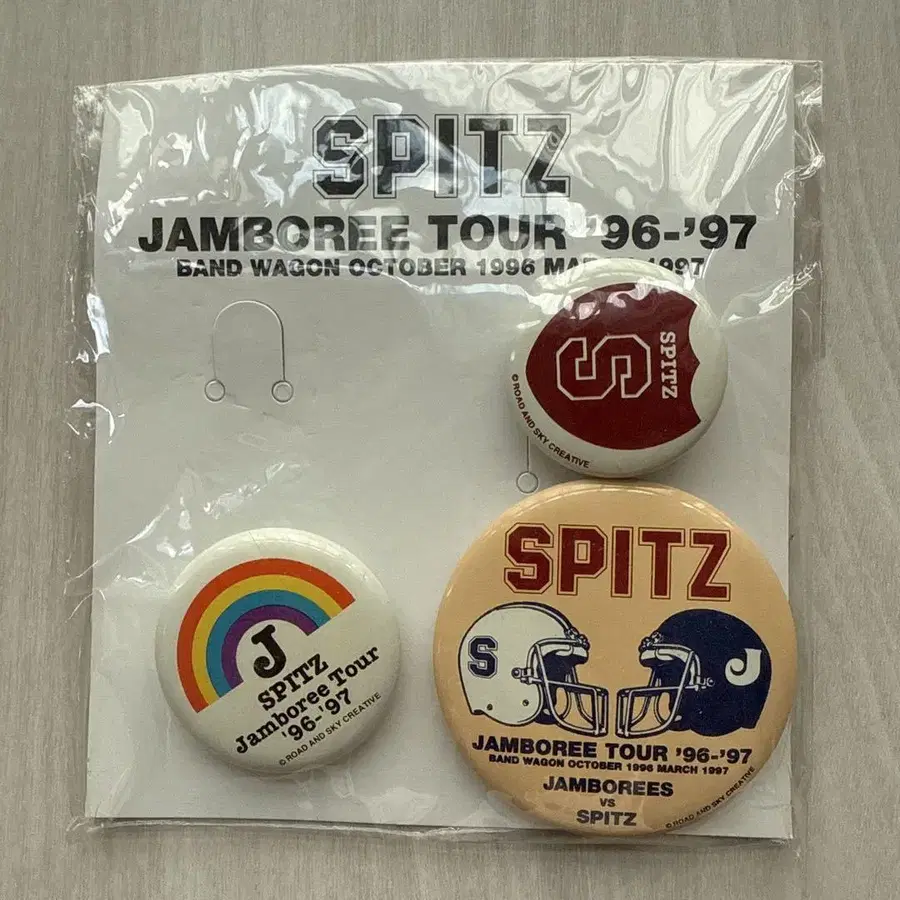 SPITZ
JAMBOREE TOUR '96-'97
BAND WAGON OCTOBER 1996 1997
S
SPITZ
© ROAD AND SKY CREATIVE
J
SPITZ
Jamboree Tour
'96-'97
© ROAD AND SKY CREATIVE
SPITZ
S
J
JAMBOREE TOUR '96-'97
BAND WAGON OCTOBER 1996 MARCH 1997
JAMBOREES
VS
SPITZ
© ROAD AND SKY CREATIVE